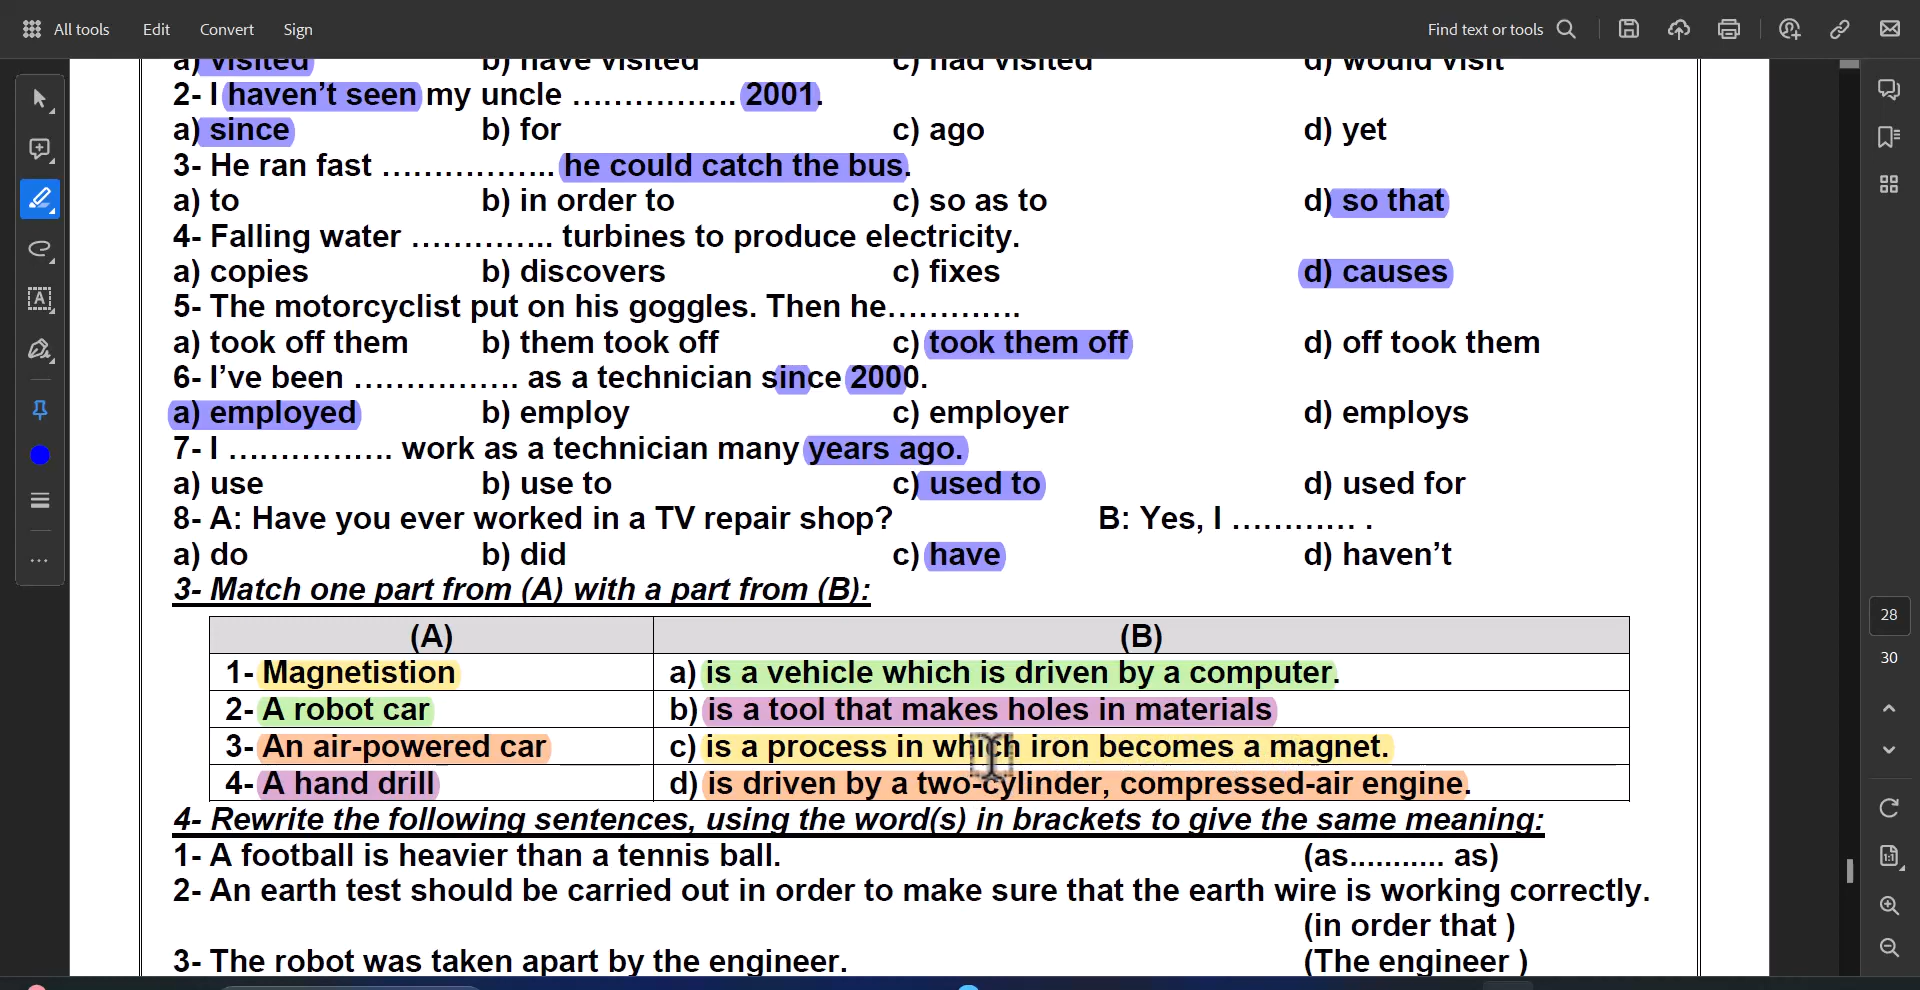 All tools Edit Convert Sign Find text or tools
a) visited b) have visited c) had visited d) would visit
2- I haven't seen my uncle ................ 2001.
a) since b) for c) ago d) yet
3- He ran fast ................. he could catch the bus.
a) to b) in order to c) so as to d) so that
4- Falling water .............. turbines to produce electricity.
a) copies b) discovers c) fixes d) causes
5- The motorcyclist put on his goggles. Then he.............
a) took off them b) them took off c) took them off d) off took them
6- I've been ................ as a technician since 2000.
a) employed b) employ c) employer d) employs
7- I ................ work as a technician many years ago.
a) use b) use to c) used to d) used for
8- A: Have you ever worked in a TV repair shop? B: Yes, I ............ .
a) do b) did c) have d) haven't
3- Match one part from (A) with a part from (B):
(A) (B)
1- Magnetistion a) is a vehicle which is driven by a computer.
2- A robot car b) is a tool that makes holes in materials
3- An air-powered car c) is a process in which iron becomes a magnet.
4- A hand drill d) is driven by a two-cylinder, compressed-air engine.
4- Rewrite the following sentences, using the word(s) in brackets to give the same meaning:
1- A football is heavier than a tennis ball. (as........... as)
2- An earth test should be carried out in order to make sure that the earth wire is working correctly.
(in order that )
3- The robot was taken apart by the engineer. (The engineer )
28
30